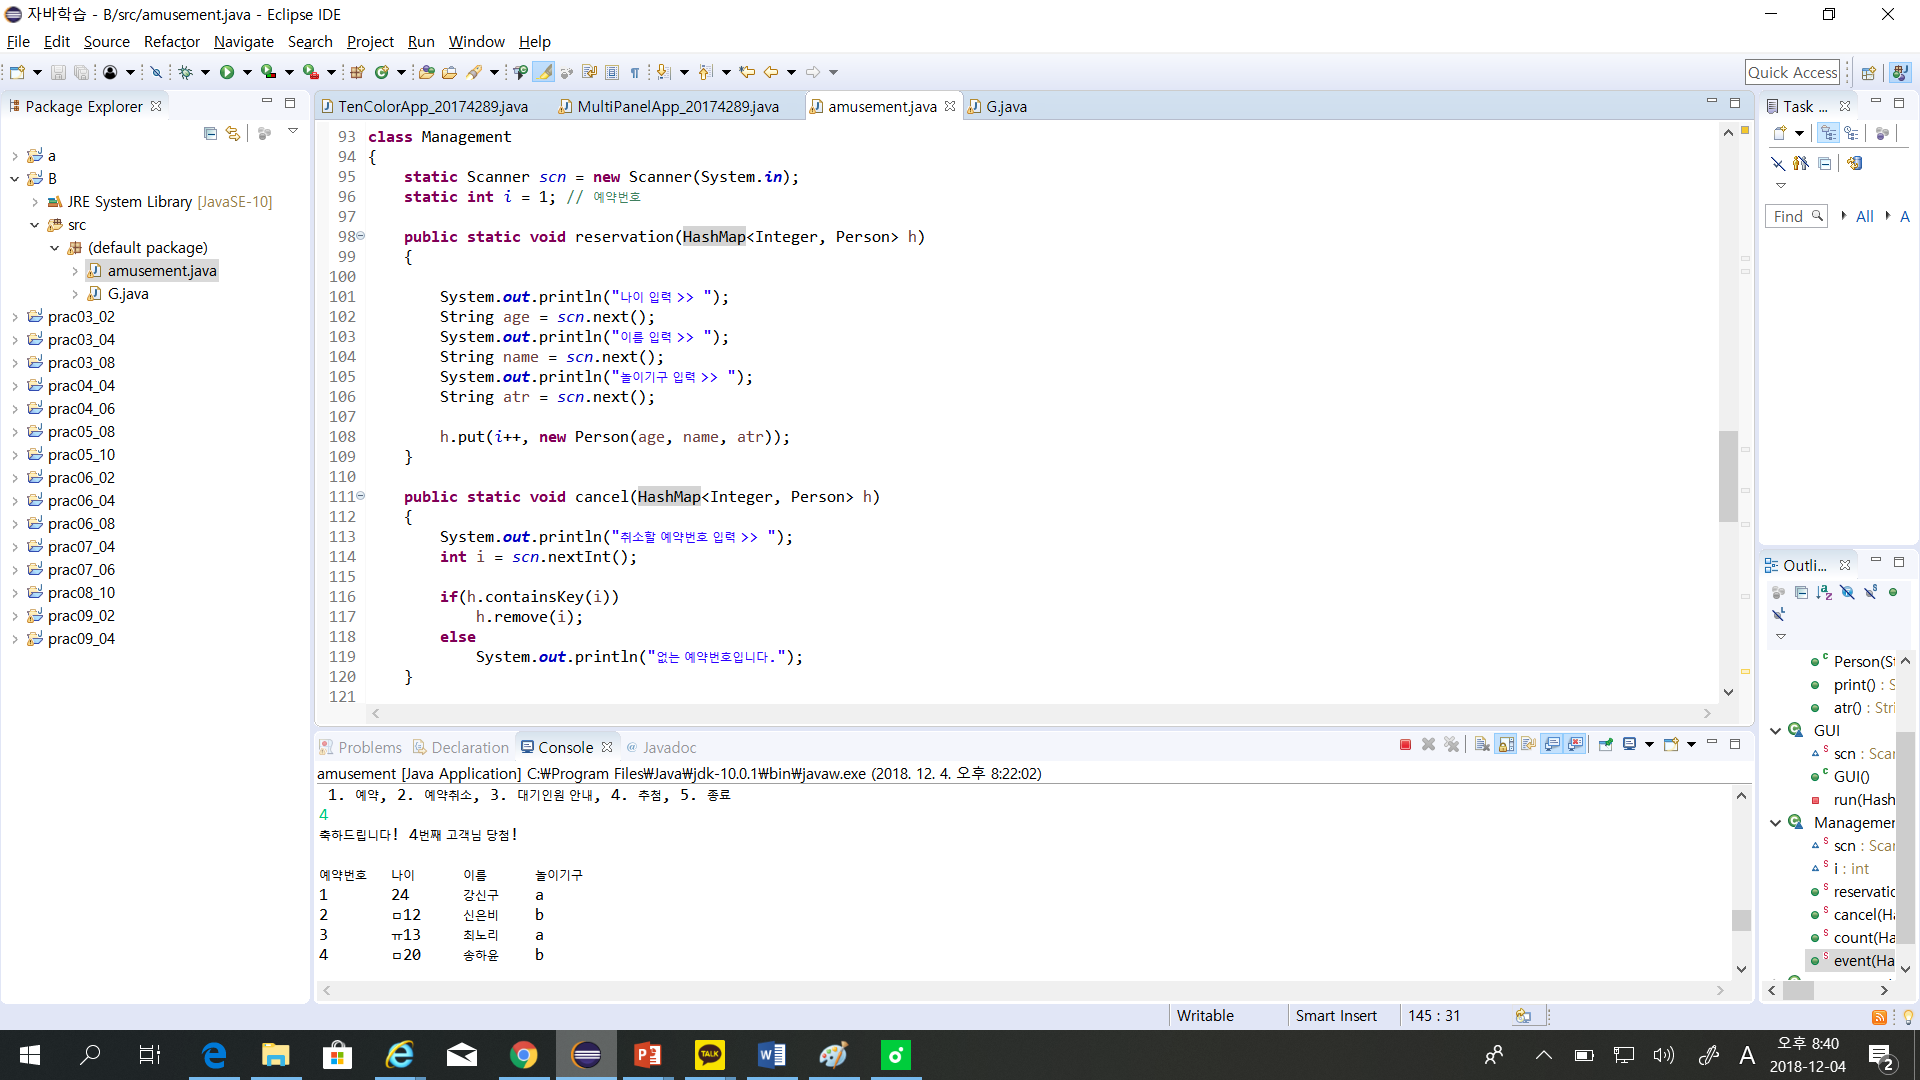 자바학습 - B/src/amusement.java - Eclipse IDE
File Edit Source Refactor Navigate Search Project Run Window Help
Quick Access
Package Explorer
a
B
JRE System Library [JavaSE-10]
src
(default package)
amusement.java
G.java
prac03_02
prac03_04
prac03_08
prac04_04
prac04_06
prac05_08
prac05_10
prac06_02
prac06_04
prac06_08
prac07_04
prac07_06
prac08_10
prac09_02
prac09_04
TenColorApp_20174289.java MultiPanelApp_20174289.java amusement.java G.java
93 class Management
94 {
95 static Scanner scn = new Scanner(System.in);
96 static int i = 1; // 예약번호
97
98 public static void reservation(HashMap<Integer, Person> h)
99 {
100
101 System.out.println("나이 입력 >> ");
102 String age = scn.next();
103 System.out.println("이름 입력 >> ");
104 String name = scn.next();
105 System.out.println("놀이기구 입력 >> ");
106 String atr = scn.next();
107
108 h.put(i++, new Person(age, name, atr));
109 }
110
111 public static void cancel(HashMap<Integer, Person> h)
112 {
113 System.out.println("취소할 예약번호 입력 >> ");
114 int i = scn.nextInt();
115
116 if(h.containsKey(i))
117 h.remove(i);
118 else
119 System.out.println("없는 예약번호입니다.");
120 }
121
Problems Declaration Console @ Javadoc
amusement [Java Application] C:₩Program Files₩Java₩jdk-10.0.1₩bin₩javaw.exe (2018. 12. 4. 오후 8:22:02)
1. 예약, 2. 예약취소, 3. 대기인원 안내, 4. 추첨, 5. 종료
4
축하드립니다! 4번째 고객님 당첨!
예약번호 나이 이름 놀이기구
1 24 강신구 a
2 ㅁ12 신은비 b
3 ㅠ13 최노리 a
4 ㅁ20 송하윤 b
Task ...
Find All A
Outli...
Person(St
print() : S
atr() : Stri
GUI
scn : Scar
GUI()
run(Hash
Managemer
scn : Scar
i : int
reservatic
cancel(Ha
count(Ha
event(Ha
Writable Smart Insert 145 : 31
TALK
A
오후 8:40
2018-12-04
2